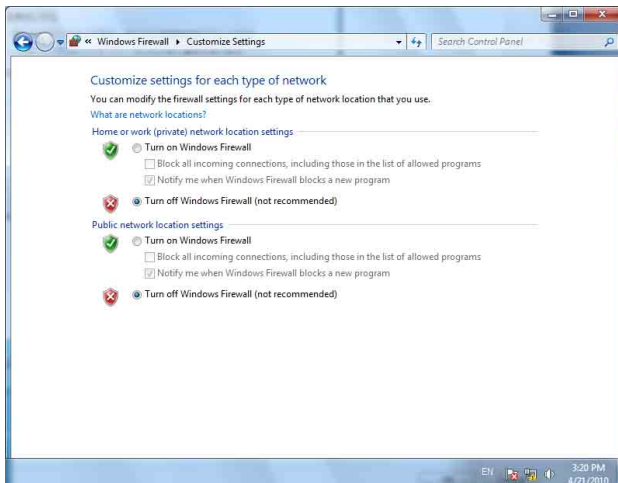 « Windows Firewall ▸ Customize Settings
Search Control Panel
Customize settings for each type of network
You can modify the firewall settings for each type of network location that you use.
What are network locations?
Home or work (private) network location settings
Turn on Windows Firewall
Block all incoming connections, including those in the list of allowed programs
Notify me when Windows Firewall blocks a new program
Turn off Windows Firewall (not recommended)
Public network location settings
Turn on Windows Firewall
Block all incoming connections, including those in the list of allowed programs
Notify me when Windows Firewall blocks a new program
Turn off Windows Firewall (not recommended)
EN
3:20 PM
4/21/2010